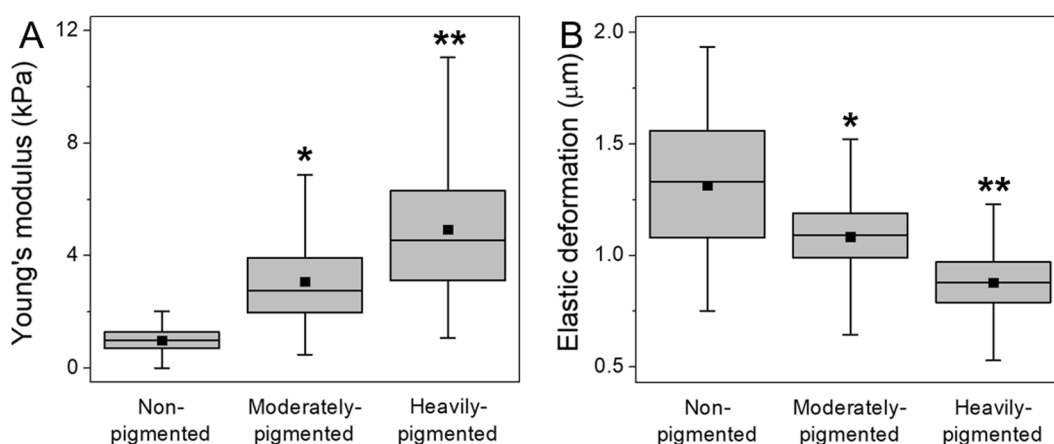 A
Young's modulus (kPa)
12
8
4
0
*
**
Non-
pigmented
Moderately-
pigmented
Heavily-
pigmented
B
Elastic deformation (μm)
2.0
1.5
1.0
0.5
*
**
Non-
pigmented
Moderately-
pigmented
Heavily-
pigmented